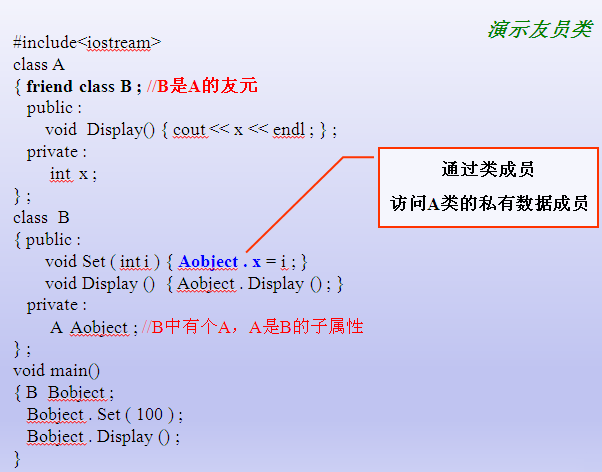 演示友员类
#include<iostream>
class A
{ friend class B ; //B是A的友元
public :
void Display() { cout << x << endl ; } ;
private :
int x ;
} ;
class B
{ public :
void Set ( int i ) { Aobject . x = i ; }
void Display () { Aobject . Display () ; }
private :
A Aobject ; //B中有个A，A是B的子属性
} ;
void main()
{ B Bobject ;
Bobject . Set ( 100 ) ;
Bobject . Display () ;
}
通过类成员
访问A类的私有数据成员